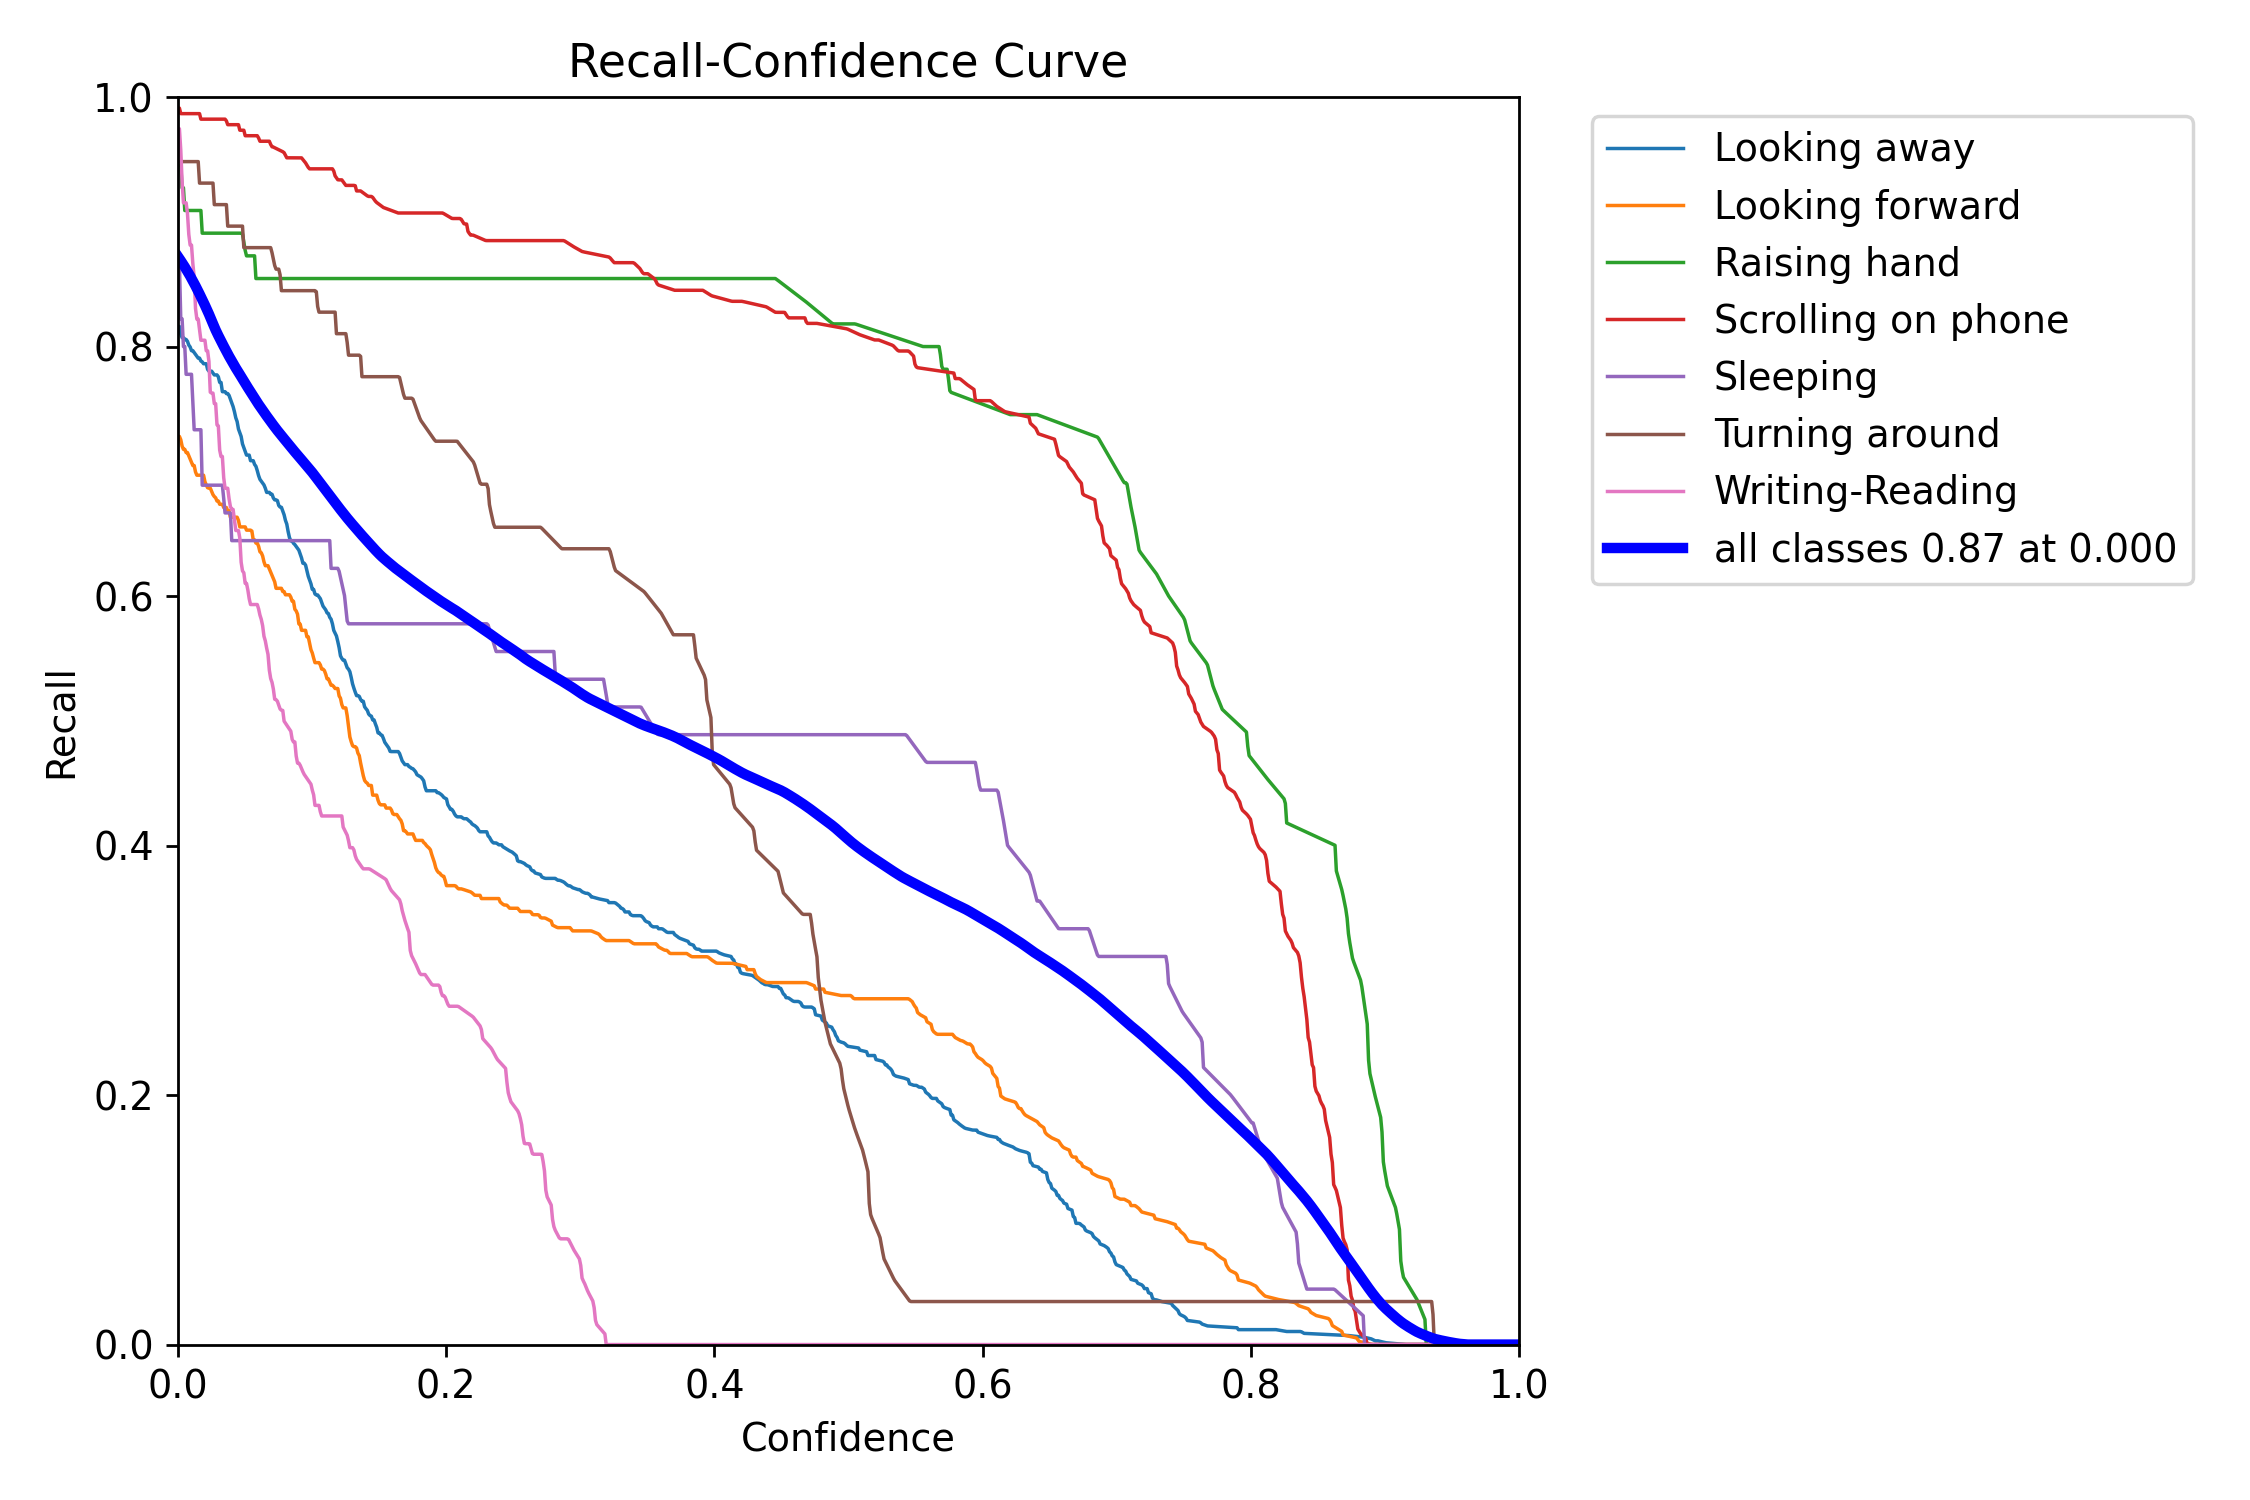 Recall-Confidence Curve
1.0
0.8
0.6
0.4
0.2
0.0
Recall
0.0 0.2 0.4 0.6 0.8 1.0
Confidence
Looking away
Looking forward
Raising hand
Scrolling on phone
Sleeping
Turning around
Writing-Reading
all classes 0.87 at 0.000